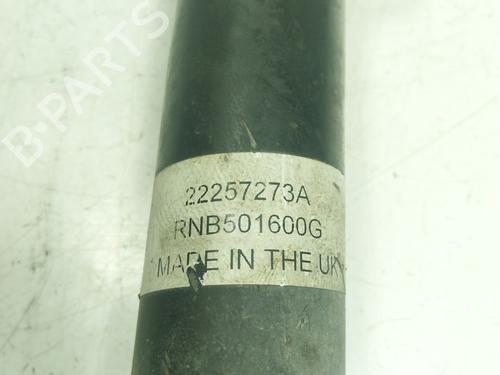 B-PARTS
22257273A
RNB501600G
MADE IN THE UK